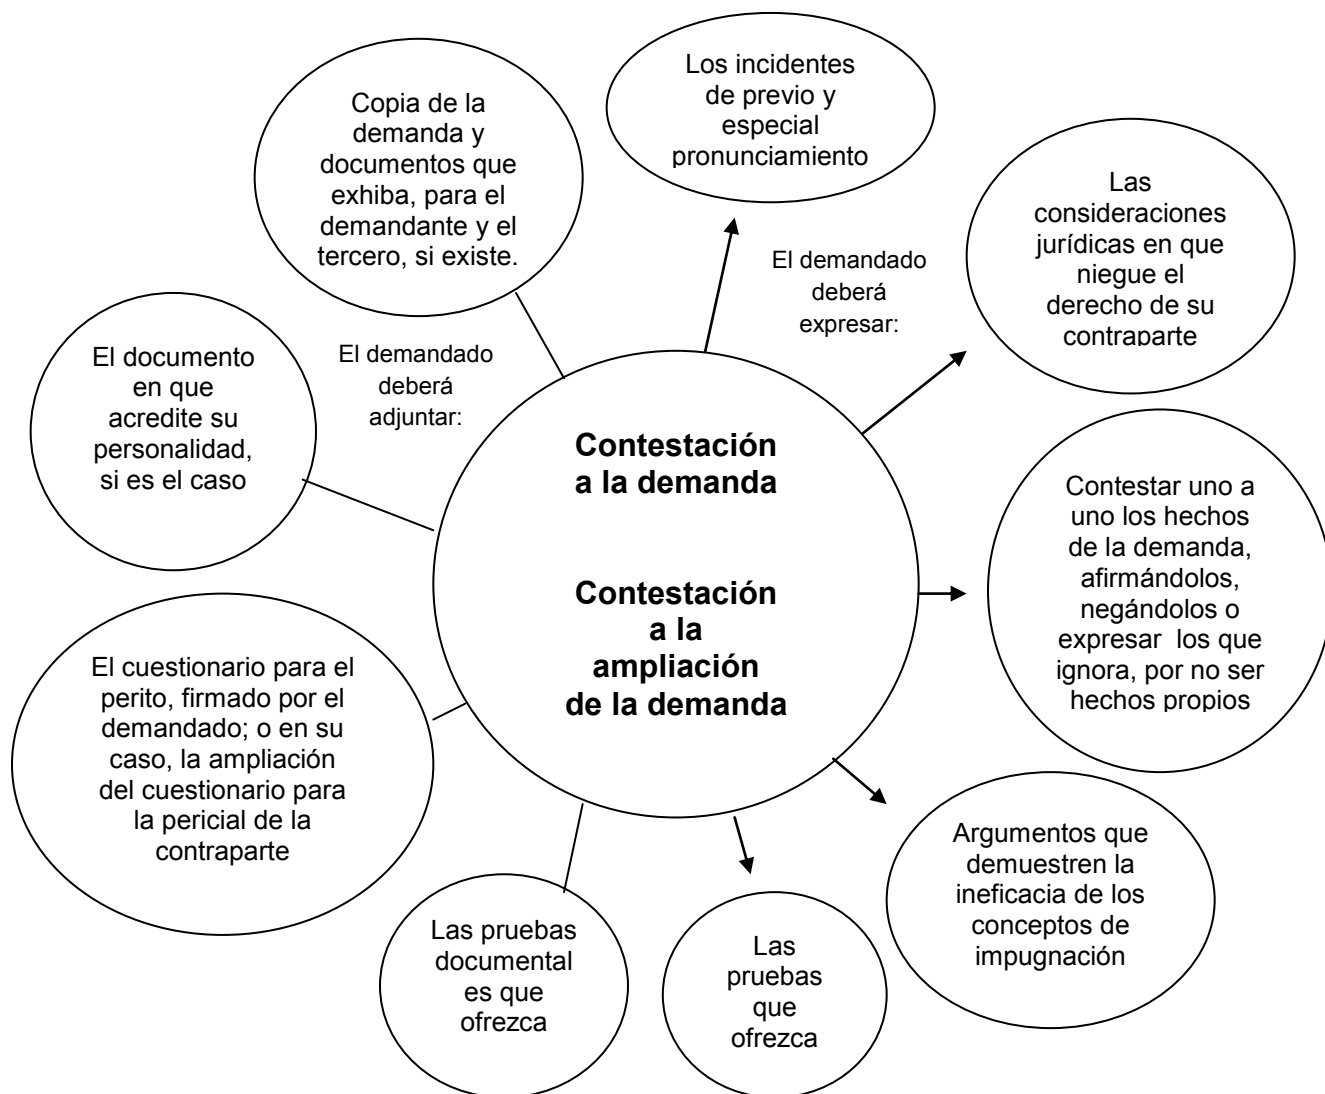 Los incidentes
de previo y
especial
pronunciamiento
Copia de la
demanda y
documentos que
exhiba, para el
demandante y el
tercero, si existe.
Las
consideraciones
jurídicas en que
niegue el
derecho de su
contraparte
El demandado
deberá
expresar:
El documento
en que
acredite su
personalidad,
si es el caso
El demandado
deberá
adjuntar:
Contestación
a la demanda
Contestación
a la
ampliación
de la demanda
Contestar uno a
uno los hechos
de la demanda,
afirmándolos,
negándolos o
expresar los que
ignora, por no ser
hechos propios
El cuestionario para el
perito, firmado por el
demandado; o en su
caso, la ampliación
del cuestionario para
la pericial de la
contraparte
Argumentos que
demuestren la
ineficacia de los
conceptos de
impugnación
Las pruebas
documental
es que
ofrezca
Las
pruebas
que
ofrezca